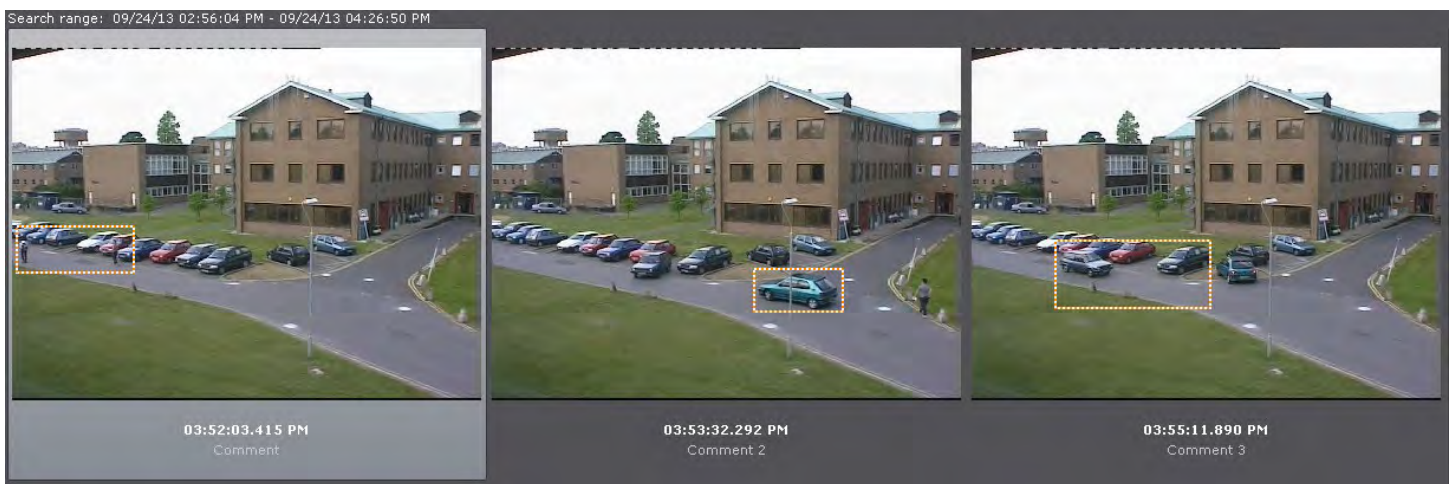 Search range: 09/24/13 02:56:04 PM - 09/24/13 04:26:50 PM
03:52:03.415 PM
Comment
03:53:32.292 PM
Comment 2
03:55:11.890 PM
Comment 3